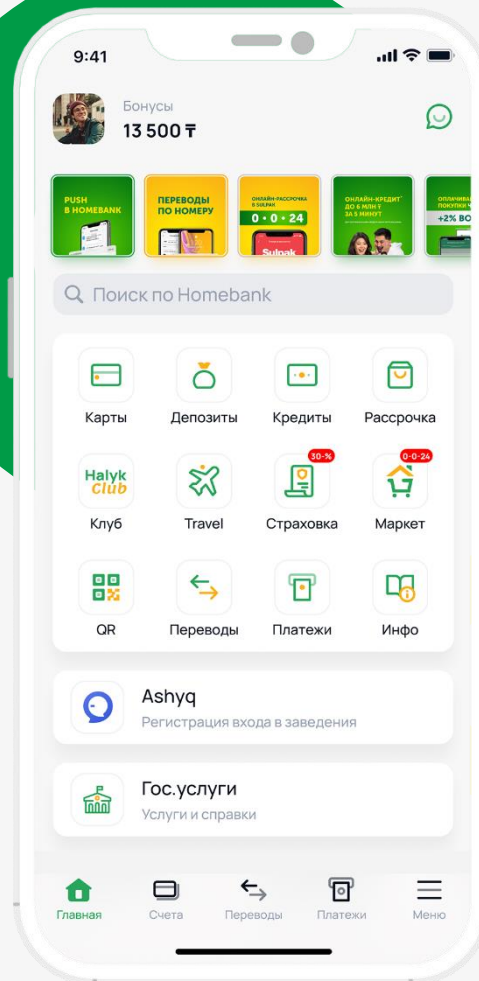 9:41
Бонусы
13 500 ₸
PUSH
В HOMEBANK
ПЕРЕВОДЫ
ПО НОМЕРУ
ОНЛАЙН-РАССРОЧКА
В SULPAK
0 • 0 • 24
Sulpak
ОНЛАЙН-КРЕДИТ
ДО 6 МЛН ₸
ЗА 5 МИНУТ
ПОКУПКИ
Поиск по Homebank
Карты
Депозиты
Кредиты
Рассрочка
Halyk
Club
30-%
0-0-24
Клуб
Travel
Страховка
Маркет
QR
Переводы
Платежи
Инфо
Ashyq
Регистрация входа в заведения
Гос.услуги
Услуги и справки
Главная
Счета
Переводы
Платежи
Меню